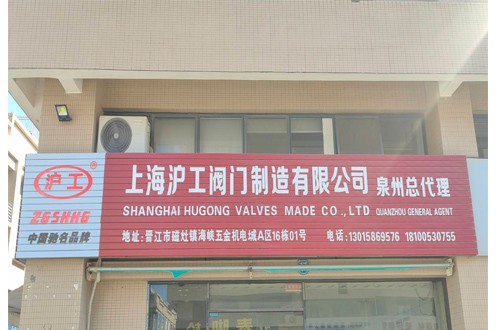 沪工®
ZGSHHG
中国驰名品牌
上海沪工阀门制造有限公司 泉州总代理
SHANGHAI HUGONG VALVES MADE CO.,LTD QUANZHOU GENERAL AGENT
地址:晋江市磁灶镇海峡五金机电城A区16栋01号 电话:13015869576 18100530755